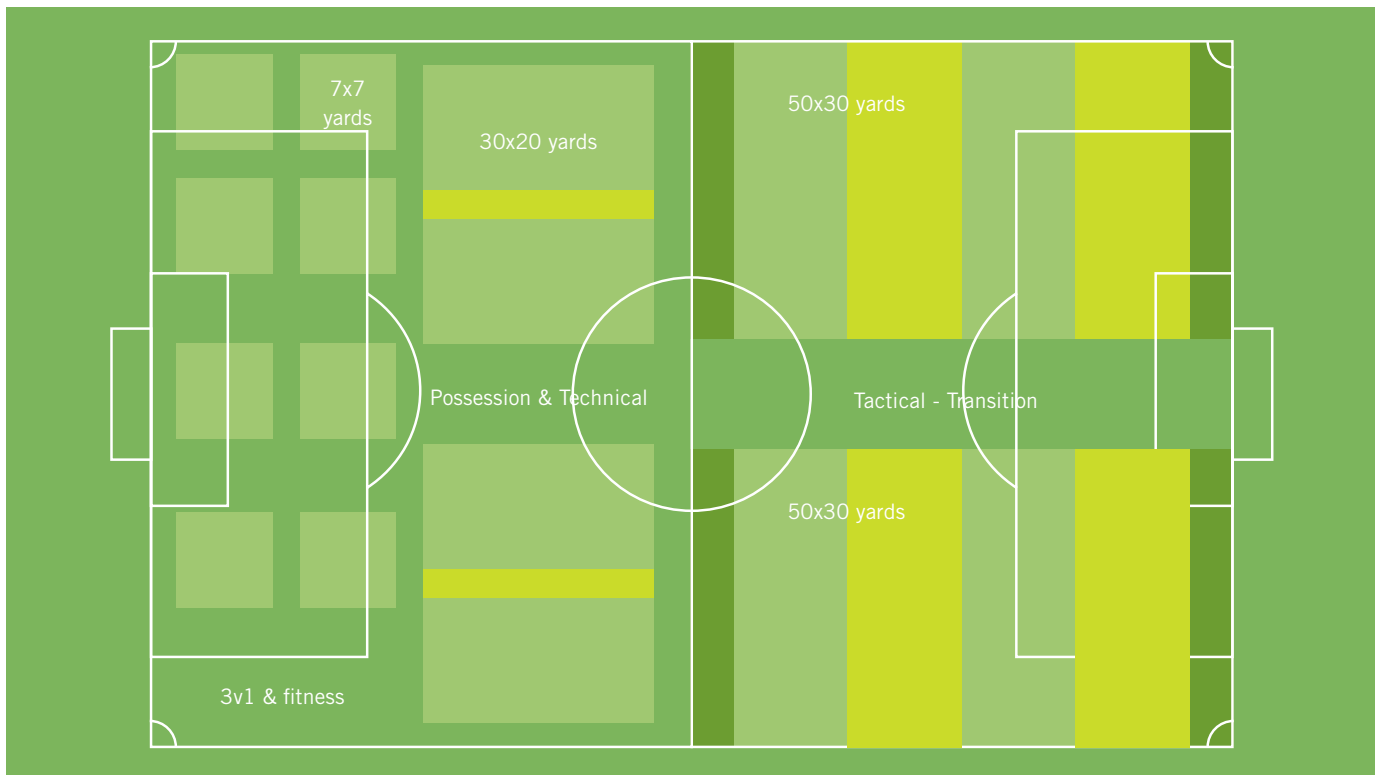 7x7
yards
30x20 yards
50x30 yards
Possession & Technical
Tactical - Transition
50x30 yards
3v1 & fitness